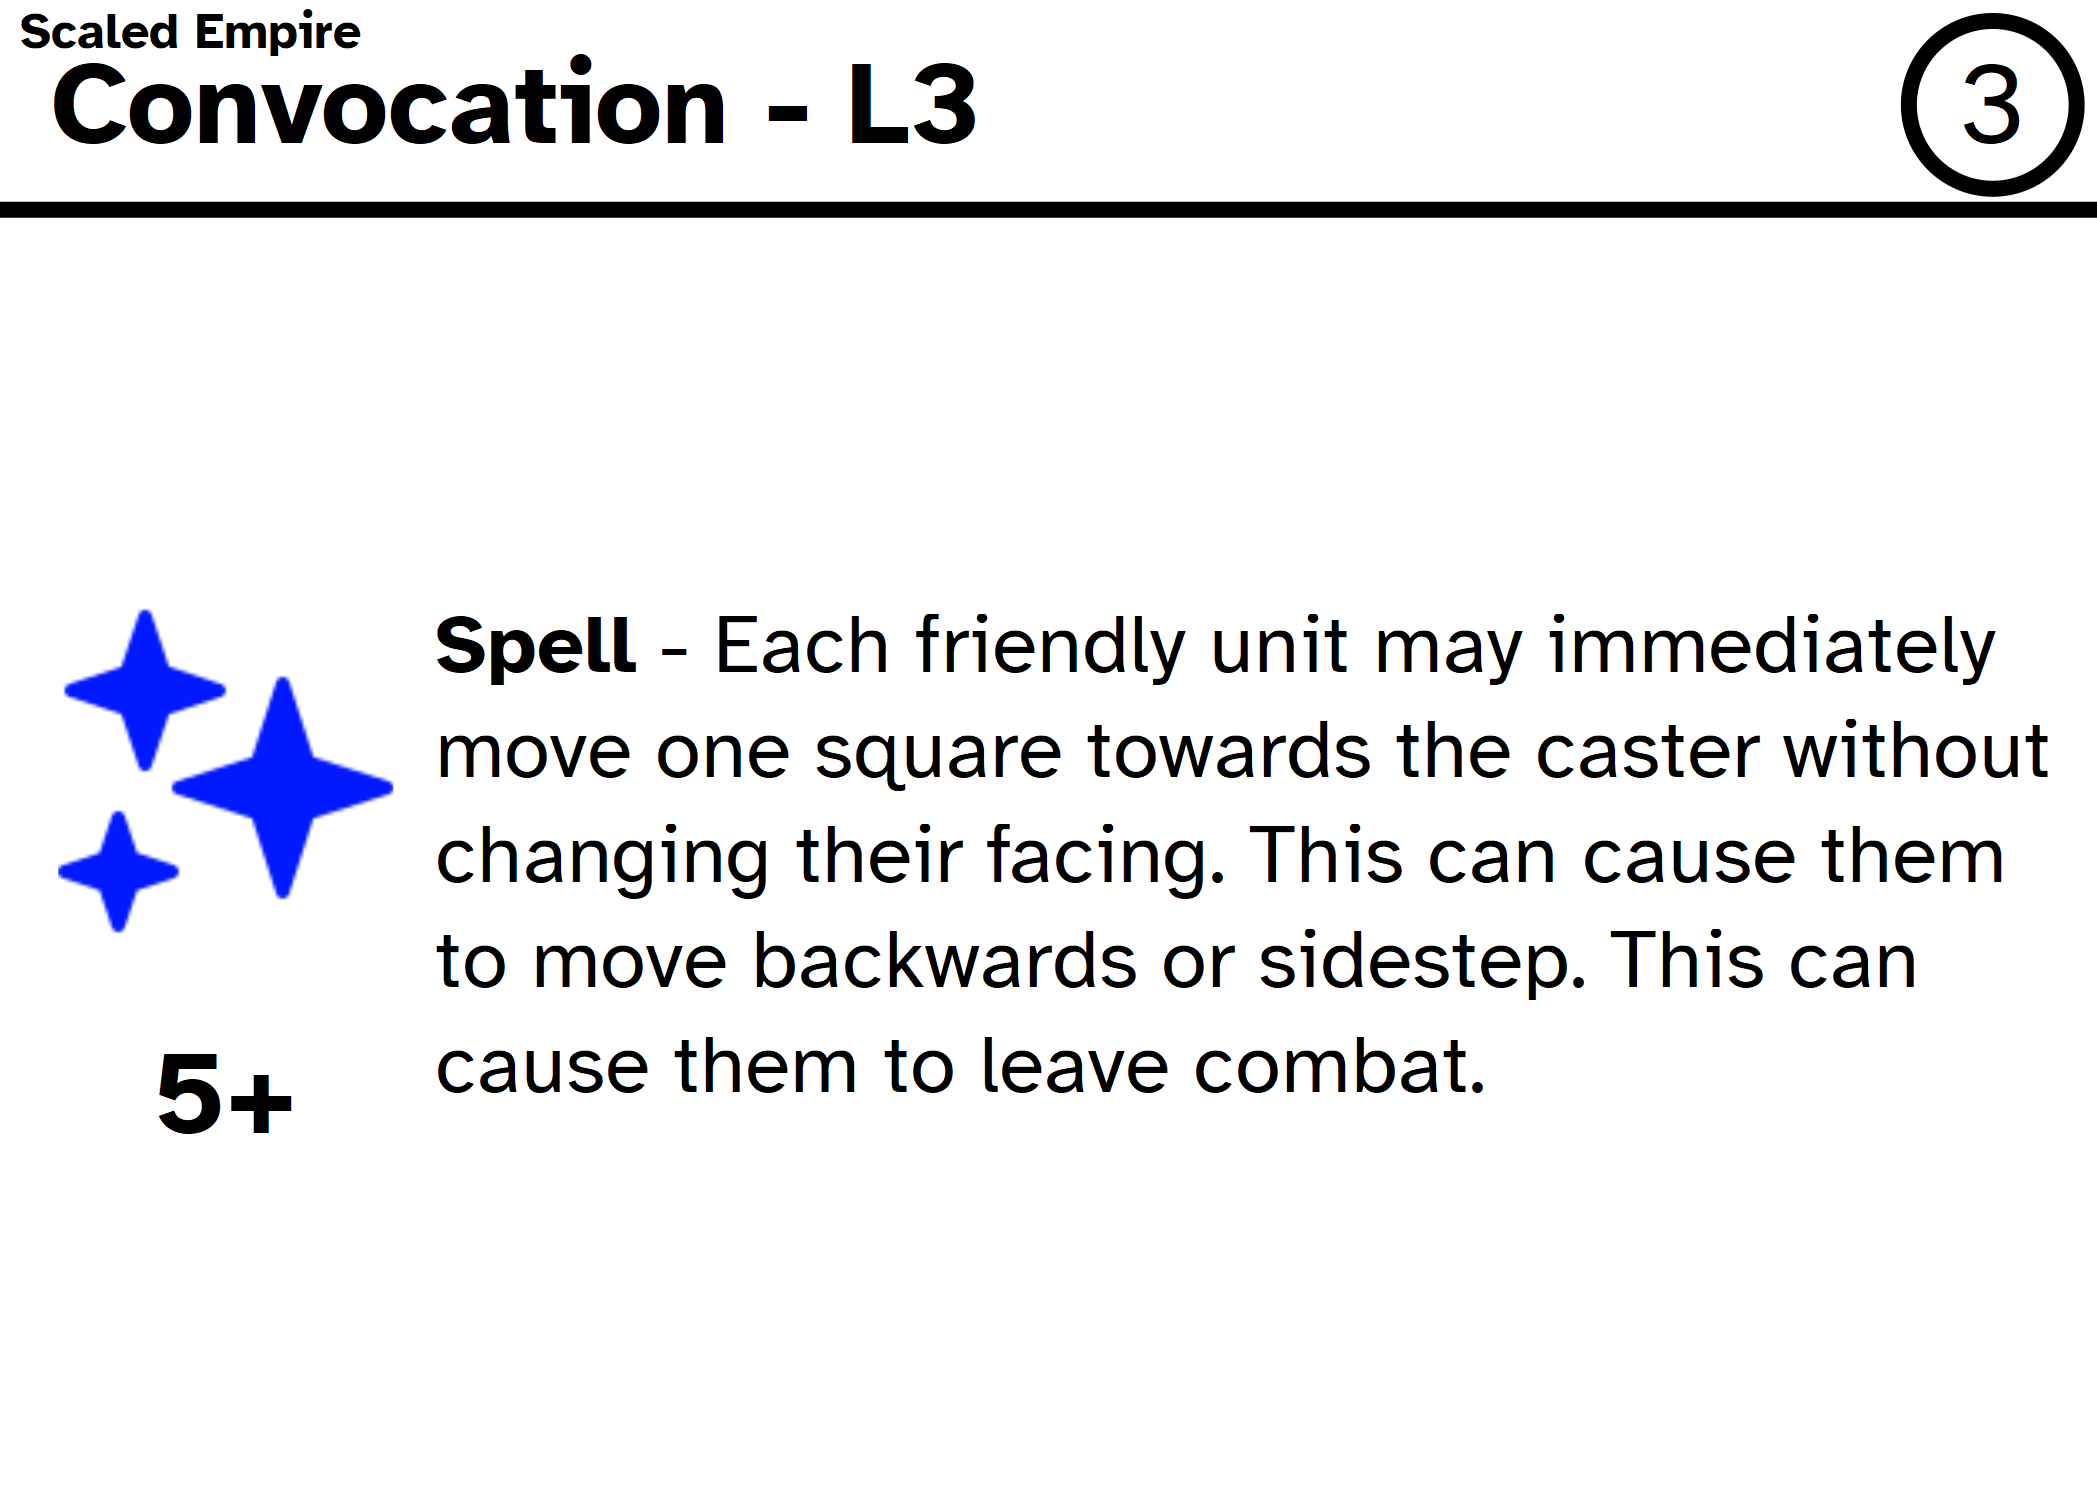 Scaled Empire
Convocation - L3
3
Spell - Each friendly unit may immediately
move one square towards the caster without
changing their facing. This can cause them
to move backwards or sidestep. This can
cause them to leave combat.
5+